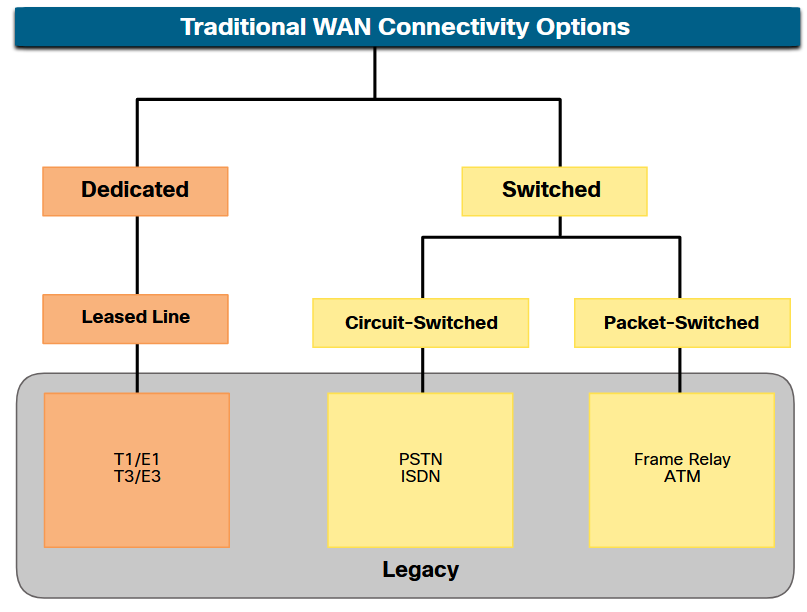 Traditional WAN Connectivity Options
Dedicated
Switched
Leased Line
Circuit-Switched
Packet-Switched
T1/E1
T3/E3
PSTN
ISDN
Frame Relay
ATM
Legacy